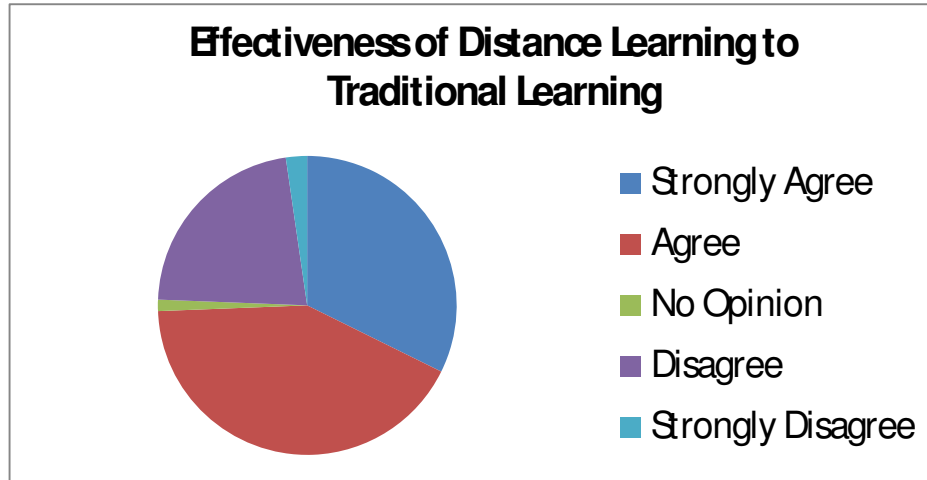 Effectiveness of Distance Learning to
Traditional Learning
Strongly Agree
Agree
No Opinion
Disagree
Strongly Disagree